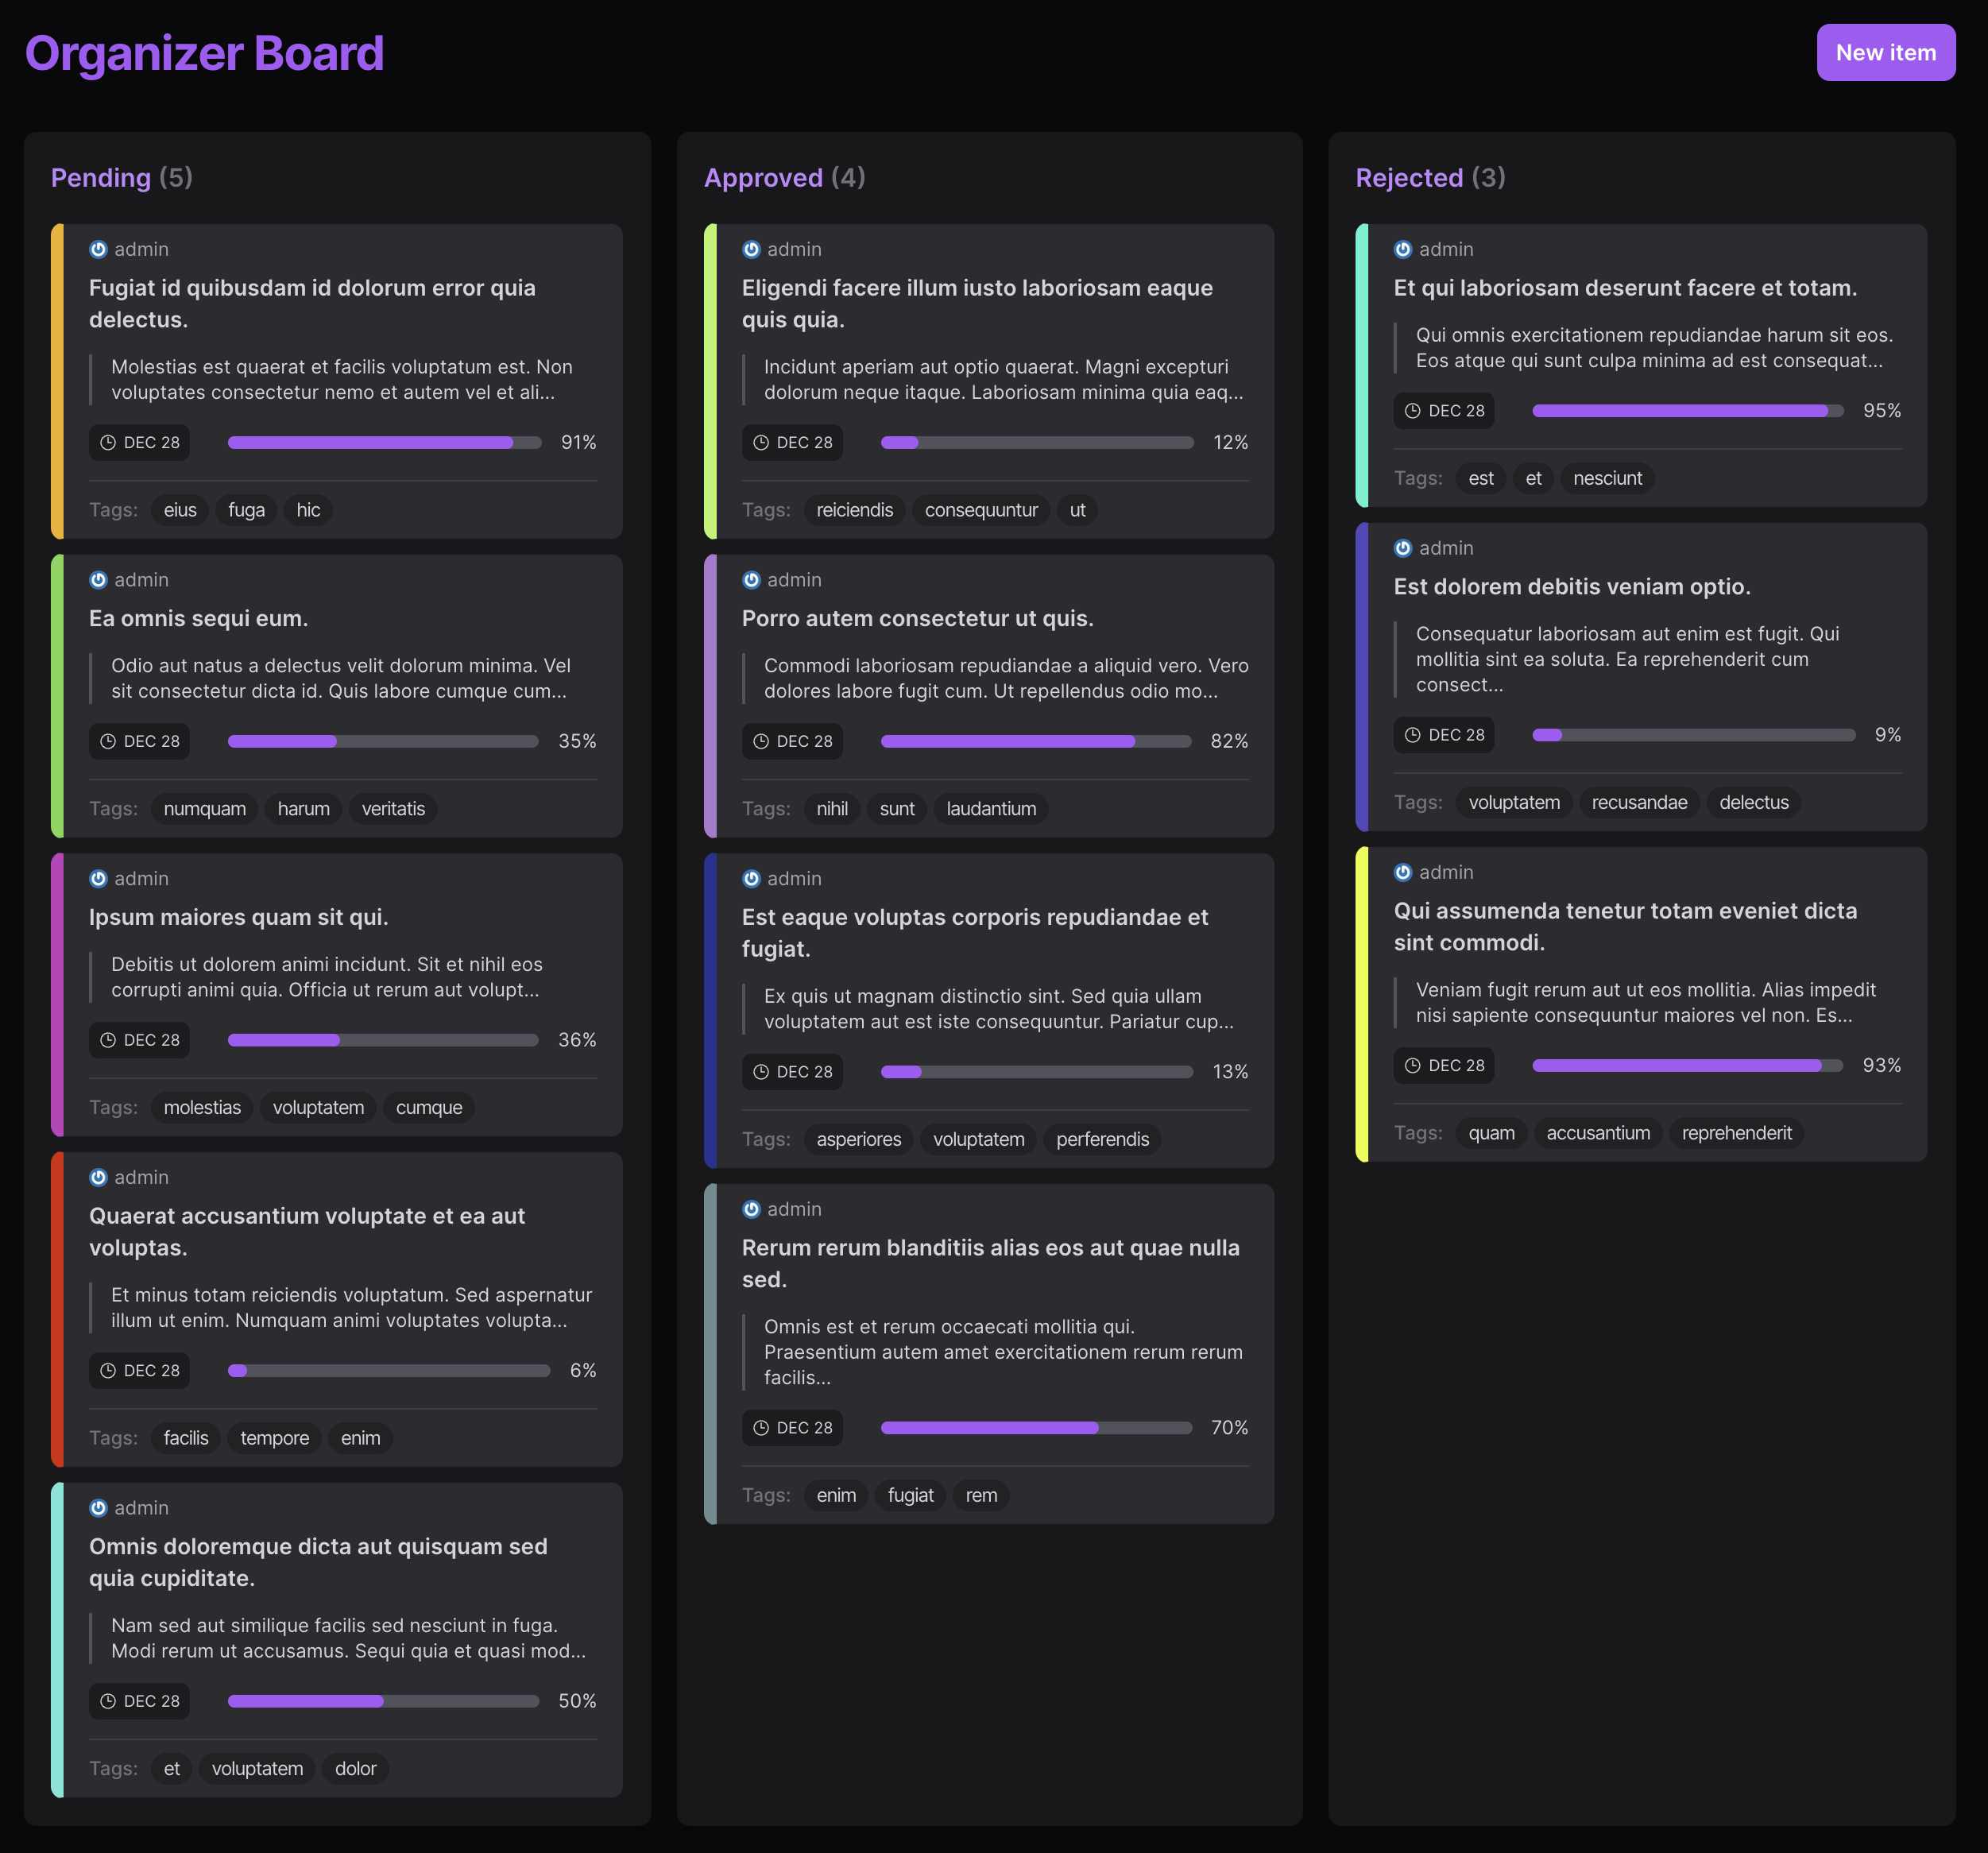 Organizer Board
New item
Pending (5)
admin
Fugiat id quibusdam id dolorum error quia
delectus.
Molestias est quaerat et facilis voluptatum est. Non
voluptates consectetur nemo et autem vel et ali...
DEC 28
91%
Tags: eius fuga hic
admin
Ea omnis sequi eum.
Odio aut natus a delectus velit dolorum minima. Vel
sit consectetur dicta id. Quis labore cumque cum...
DEC 28
35%
Tags: numquam harum veritatis
admin
Ipsum maiores quam sit qui.
Debitis ut dolorem animi incidunt. Sit et nihil eos
corrupti animi quia. Officia ut rerum aut volupt...
DEC 28
36%
Tags: molestias voluptatem cumque
admin
Quaerat accusantium voluptate et ea aut
voluptas.
Et minus totam reiciendis voluptatum. Sed aspernatur
illum ut enim. Numquam animi voluptates volupta...
DEC 28
6%
Tags: facilis tempore enim
admin
Omnis doloremque dicta aut quisquam sed
quia cupiditate.
Nam sed aut similique facilis sed nesciunt in fuga.
Modi rerum ut accusamus. Sequi quia et quasi mod...
DEC 28
50%
Tags: et voluptatem dolor
Approved (4)
admin
Eligendi facere illum iusto laboriosam eaque
quis quia.
Incidunt aperiam aut optio quaerat. Magni excepturi
dolorum neque itaque. Laboriosam minima quia eaq...
DEC 28
12%
Tags: reiciendis consequuntur ut
admin
Porro autem consectetur ut quis.
Commodi laboriosam repudiandae a aliquid vero. Vero
dolores labore fugit cum. Ut repellendus odio mo...
DEC 28
82%
Tags: nihil sunt laudantium
admin
Est eaque voluptas corporis repudiandae et
fugiat.
Ex quis ut magnam distinctio sint. Sed quia ullam
voluptatem aut est iste consequuntur. Pariatur cup...
DEC 28
13%
Tags: asperiores voluptatem perferendis
admin
Rerum rerum blanditiis alias eos aut quae nulla
sed.
Omnis est et rerum occaecati mollitia qui.
Praesentium autem amet exercitationem rerum rerum
facilis...
DEC 28
70%
Tags: enim fugiat rem
Rejected (3)
admin
Et qui laboriosam deserunt facere et totam.
Qui omnis exercitationem repudiandae harum sit eos.
Eos atque qui sunt culpa minima ad est consequat...
DEC 28
95%
Tags: est et nesciunt
admin
Est dolorem debitis veniam optio.
Consequatur laboriosam aut enim est fugit. Qui
mollitia sint ea soluta. Ea reprehenderit cum
consect...
DEC 28
9%
Tags: voluptatem recusandae delectus
admin
Qui assumenda tenetur totam eveniet dicta
sint commodi.
Veniam fugit rerum aut ut eos mollitia. Alias impedit
nisi sapiente consequuntur maiores vel non. Es...
DEC 28
93%
Tags: quam accusantium reprehenderit